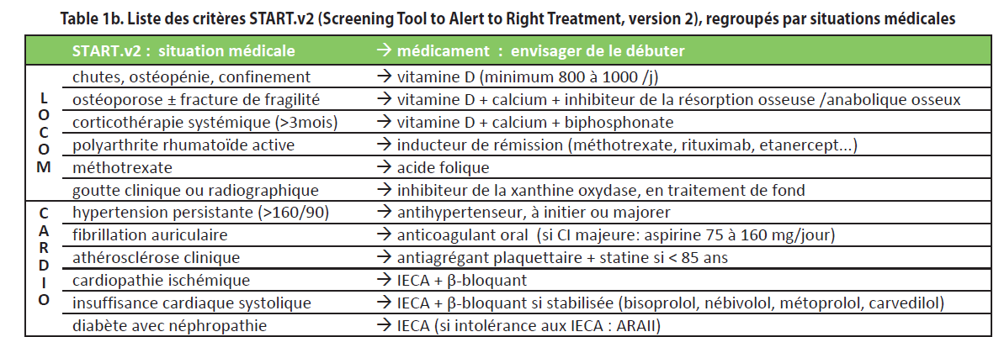 Table 1b. Liste des critères START.v2 (Screening Tool to Alert to Right Treatment, version 2), regroupés par situations médicales
START.v2 : situation médicale → médicament : envisager de le débuter
LOCOM
chutes, ostéopénie, confinement → vitamine D (minimum 800 à 1000 /j)
ostéoporose ± fracture de fragilité → vitamine D + calcium + inhibiteur de la résorption osseuse /anabolique osseux
corticothérapie systémique (>3mois) → vitamine D + calcium + biphosphonate
polyarthrite rhumatoïde active → inducteur de rémission (méthotrexate, rituximab, etanercept...)
méthotrexate → acide folique
goutte clinique ou radiographique → inhibiteur de la xanthine oxydase, en traitement de fond
CARDIO
hypertension persistante (>160/90) → antihypertenseur, à initier ou majorer
fibrillation auriculaire → anticoagulant oral (si CI majeure: aspirine 75 à 160 mg/jour)
athérosclérose clinique → antiagrégant plaquettaire + statine si < 85 ans
cardiopathie ischémique → IECA + β-bloquant
insuffisance cardiaque systolique → IECA + β-bloquant si stabilisée (bisoprolol, nébivolol, métoprolol, carvedilol)
diabète avec néphropathie → IECA (si intolérance aux IECA : ARAII)